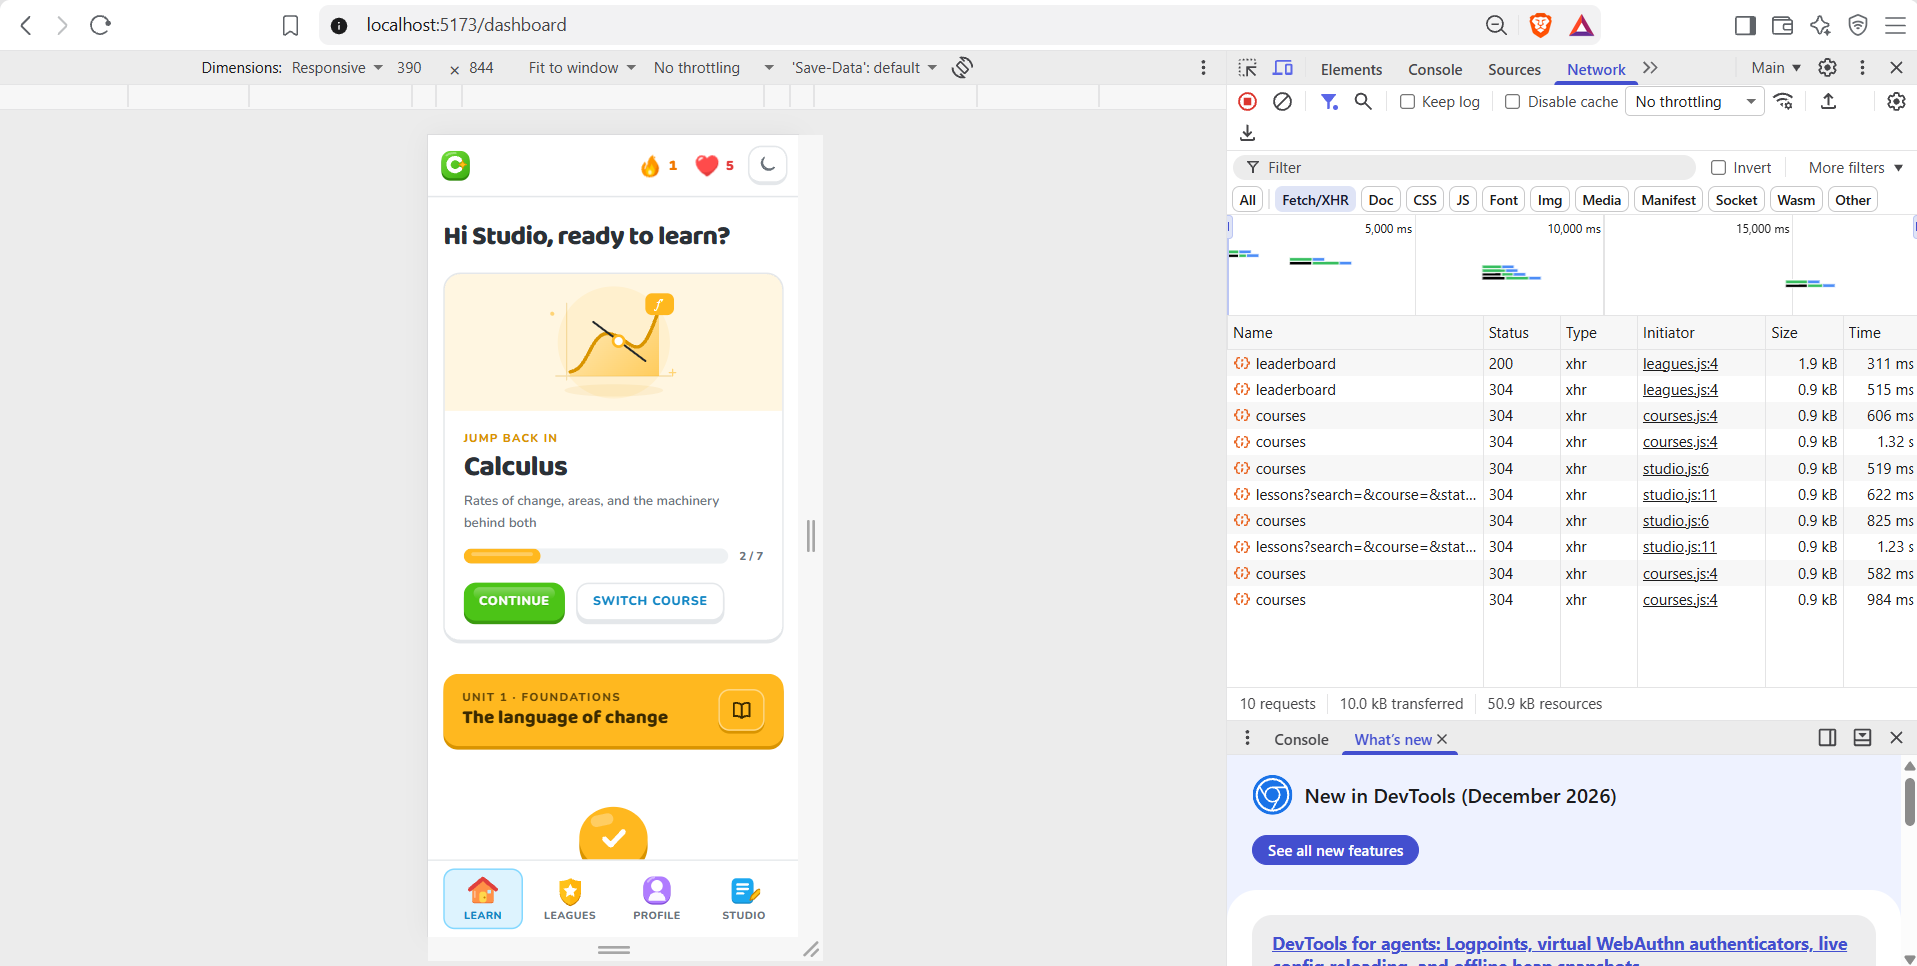 localhost:5173/dashboard
Dimensions: Responsive 390 × 844 Fit to window No throttling 'Save-Data': default
Elements Console Sources Network Main
Keep log Disable cache No throttling
Filter Invert More filters
All Fetch/XHR Doc CSS JS Font Img Media Manifest Socket Wasm Other
5,000 ms 10,000 ms 15,000 ms
Name Status Type Initiator Size Time
leaderboard 200 xhr leagues.js:4 1.9 kB 311 ms
leaderboard 304 xhr leagues.js:4 0.9 kB 515 ms
courses 304 xhr courses.js:4 0.9 kB 606 ms
courses 304 xhr courses.js:4 0.9 kB 1.32 s
courses 304 xhr studio.js:6 0.9 kB 519 ms
lessons?search=&course=&stat... 304 xhr studio.js:11 0.9 kB 622 ms
courses 304 xhr studio.js:6 0.9 kB 825 ms
lessons?search=&course=&stat... 304 xhr studio.js:11 0.9 kB 1.23 s
courses 304 xhr courses.js:4 0.9 kB 582 ms
courses 304 xhr courses.js:4 0.9 kB 984 ms
10 requests 10.0 kB transferred 50.9 kB resources
Console What's new
New in DevTools (December 2026)
See all new features
DevTools for agents: Logpoints, virtual WebAuthn authenticators, live
config reloading, and offline heap snapshots
1 5
Hi Studio, ready to learn?
f
JUMP BACK IN
Calculus
Rates of change, areas, and the machinery
behind both
2 / 7
CONTINUE SWITCH COURSE
UNIT 1 · FOUNDATIONS
The language of change
LEARN LEAGUES PROFILE STUDIO